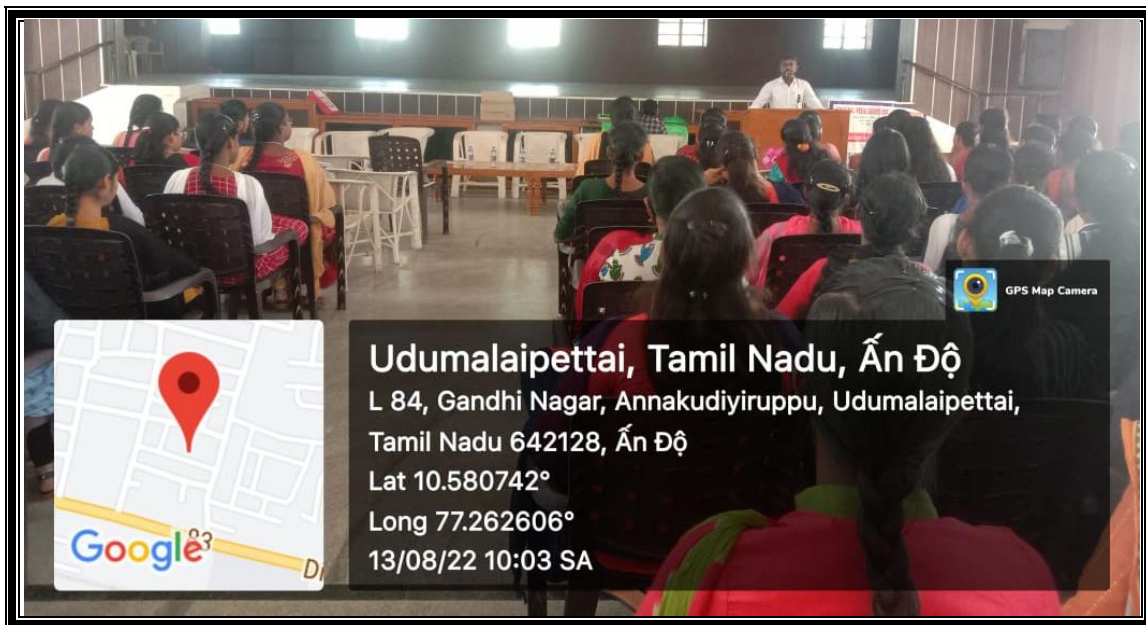 GPS Map Camera
Udumalaipettai, Tamil Nadu, Ấn Độ
L 84, Gandhi Nagar, Annakudiyiruppu, Udumalaipettai,
Tamil Nadu 642128, Ấn Độ
Lat 10.580742°
Long 77.262606°
13/08/22 10:03 SA
Google